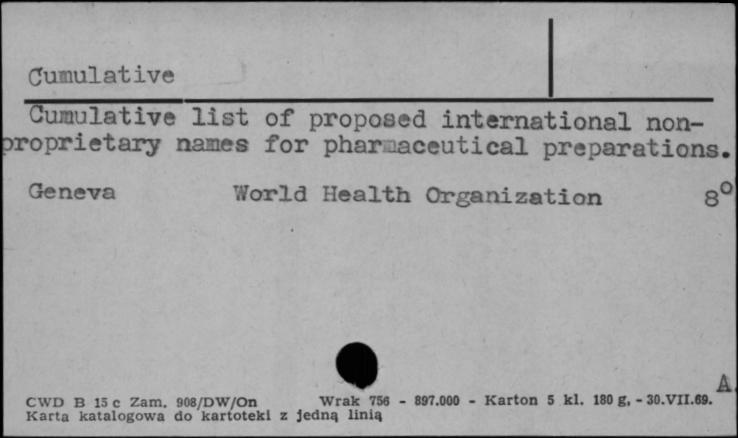 Cumulative
Cumulative list of proposed international non-
proprietary names for pharmaceutical preparations.
Geneva World Health Organization 8°
A.
CWD B 15 c Zam. 908/DW/On Wrak 756 - 897.000 - Karton 5 kl. 180 g, - 30.VII.69.
Karta katalogowa do kartoteki z jedną linią